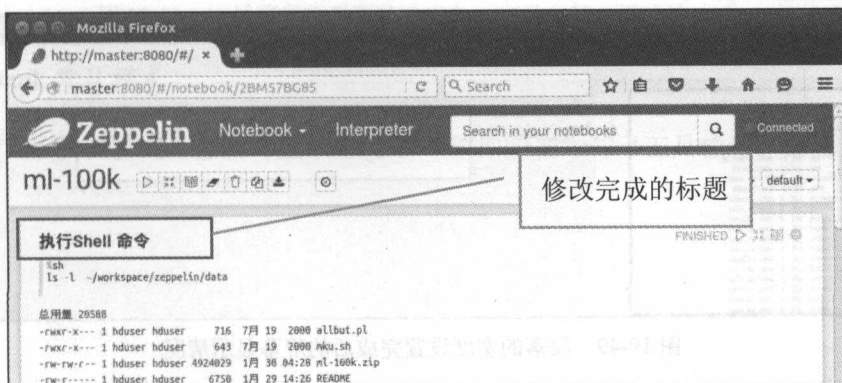 Mozilla Firefox
http://master:8080/#/ ×
master:8080/#/notebook/2BM57BG85
Search
Zeppelin Notebook Interpreter Search in your notebooks Connected
ml-100k
修改完成的标题
default
执行Shell 命令
FINISHED
%sh
ls -l ~/workspace/zeppelin/data
总用量 20588
-rwxr-x--- 1 hduser hduser 716 7月 19 2000 allbut.pl
-rwxr-x--- 1 hduser hduser 643 7月 19 2000 mku.sh
-rw-rw-r-- 1 hduser hduser 4924029 1月 30 04:28 ml-100k.zip
-rw-r----- 1 hduser hduser 6750 1月 29 14:26 README